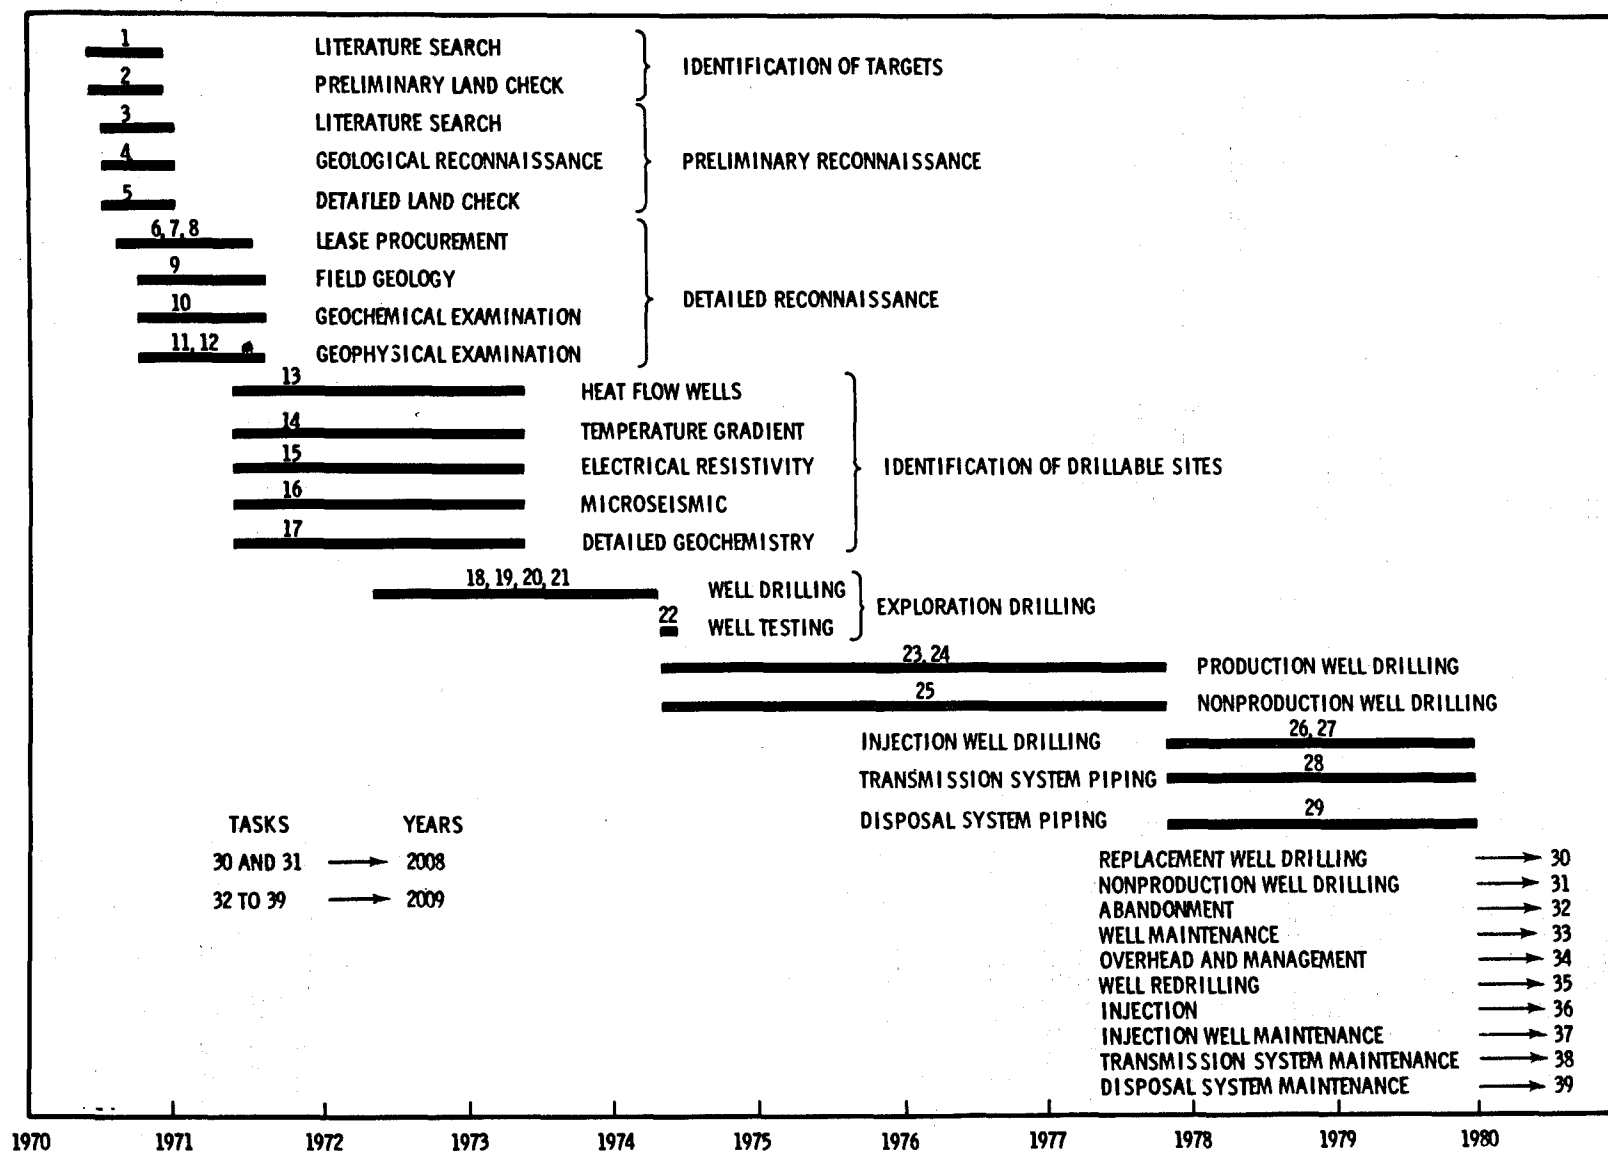 1 LITERATURE SEARCH
IDENTIFICATION OF TARGETS
2 PRELIMINARY LAND CHECK
3 LITERATURE SEARCH
4 GEOLOGICAL RECONNAISSANCE
PRELIMINARY RECONNAISSANCE
5 DETAILED LAND CHECK
6, 7, 8 LEASE PROCUREMENT
9 FIELD GEOLOGY
DETAILED RECONNAISSANCE
10 GEOCHEMICAL EXAMINATION
11, 12 GEOPHYSICAL EXAMINATION
13 HEAT FLOW WELLS
14 TEMPERATURE GRADIENT
15 ELECTRICAL RESISTIVITY
IDENTIFICATION OF DRILLABLE SITES
16 MICROSEISMIC
17 DETAILED GEOCHEMISTRY
18, 19, 20, 21 WELL DRILLING
EXPLORATION DRILLING
22 WELL TESTING
23, 24 PRODUCTION WELL DRILLING
25 NONPRODUCTION WELL DRILLING
INJECTION WELL DRILLING 26, 27
TRANSMISSION SYSTEM PIPING 28
DISPOSAL SYSTEM PIPING 29
TASKS YEARS
30 AND 31 → 2008
32 TO 39 → 2009
REPLACEMENT WELL DRILLING → 30
NONPRODUCTION WELL DRILLING → 31
ABANDONMENT → 32
WELL MAINTENANCE → 33
OVERHEAD AND MANAGEMENT → 34
WELL REDRILLING → 35
INJECTION → 36
INJECTION WELL MAINTENANCE → 37
TRANSMISSION SYSTEM MAINTENANCE → 38
DISPOSAL SYSTEM MAINTENANCE → 39
1970 1971 1972 1973 1974 1975 1976 1977 1978 1979 1980